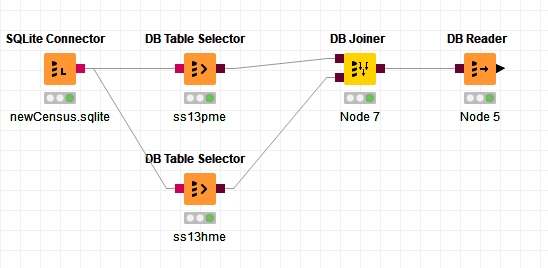 SQLite Connector
DB Table Selector
DB Joiner
DB Reader
newCensus.sqlite
ss13pme
Node 7
Node 5
DB Table Selector
ss13hme